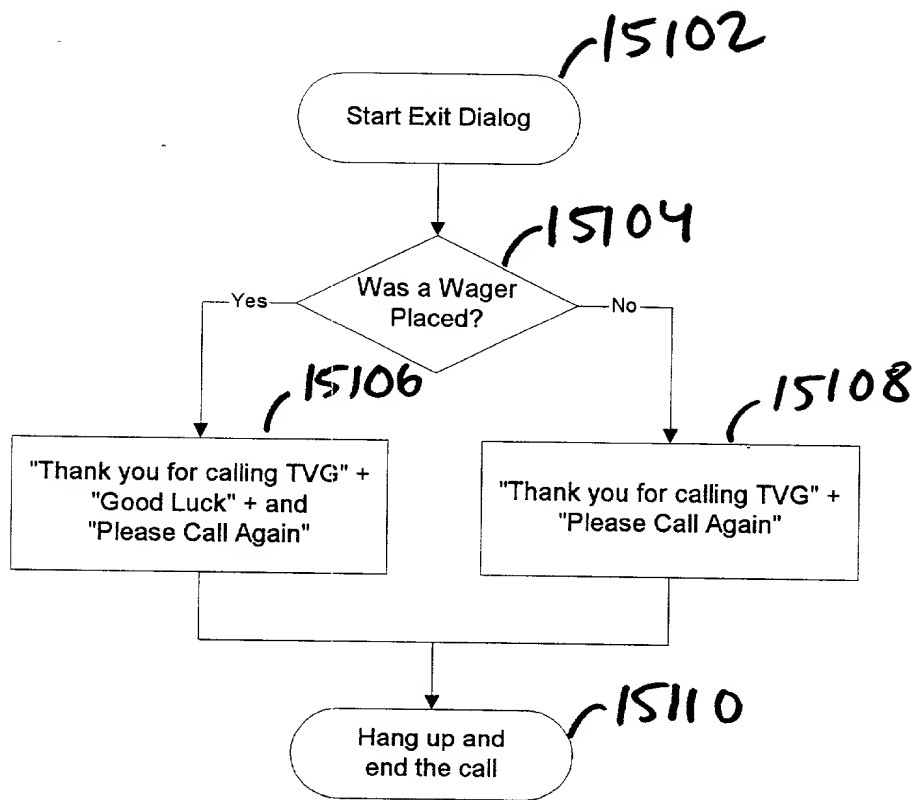 15102
Start Exit Dialog
15104
Was a Wager
Placed?
Yes
No
15106
15108
"Thank you for calling TVG" +
"Good Luck" + and
"Please Call Again"
"Thank you for calling TVG" +
"Please Call Again"
15110
Hang up and
end the call